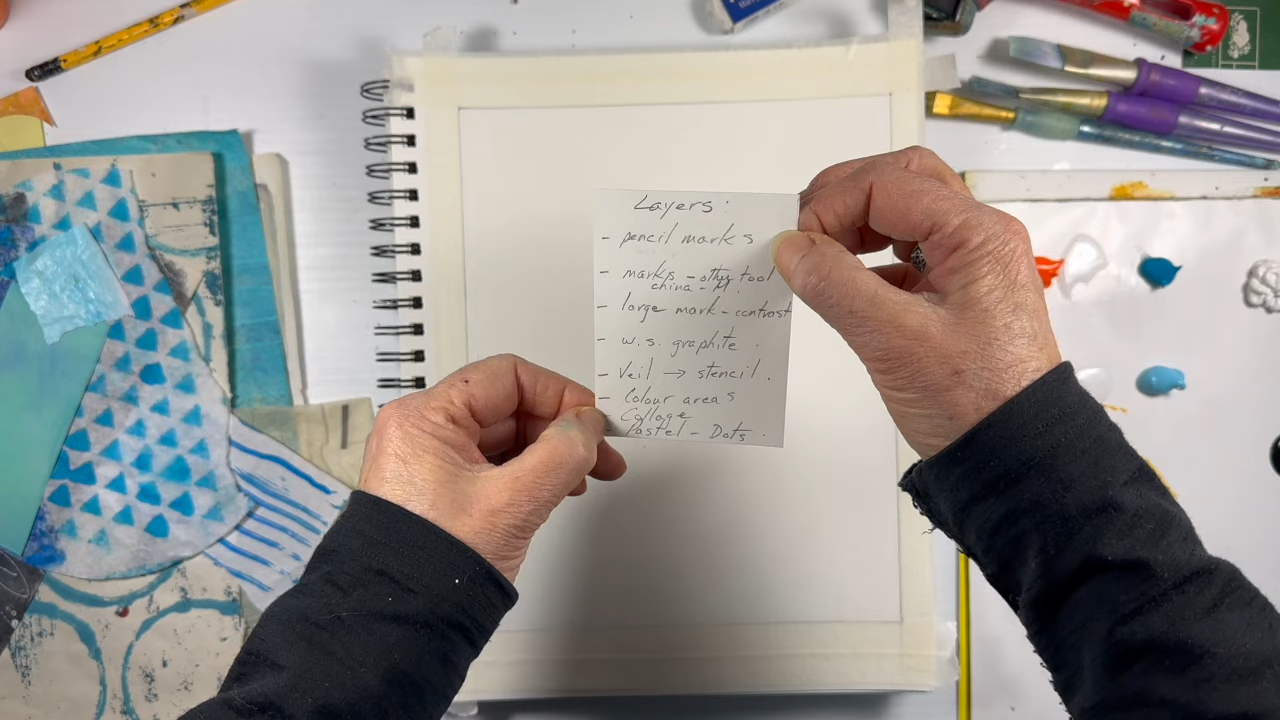 Layers:
- pencil marks
- marks - other tool
china - M.
- large mark - contrast
- w.s. graphite.
- Veil → stencil.
- Colour areas
- Collage
- Pastel - Dots.